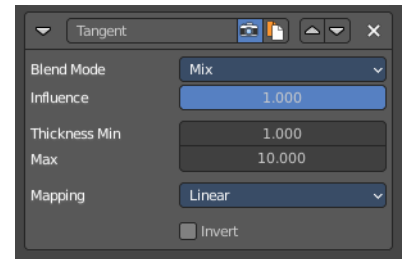 Tangent
Blend Mode Mix
Influence 1.000
Thickness Min 1.000
Max 10.000
Mapping Linear
Invert